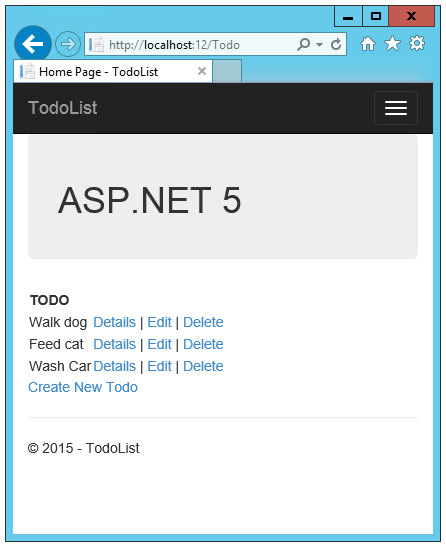 http://localhost:12/Todo
Home Page - TodoList
TodoList
ASP.NET 5
TODO
Walk dog Details | Edit | Delete
Feed cat Details | Edit | Delete
Wash Car Details | Edit | Delete
Create New Todo
© 2015 - TodoList